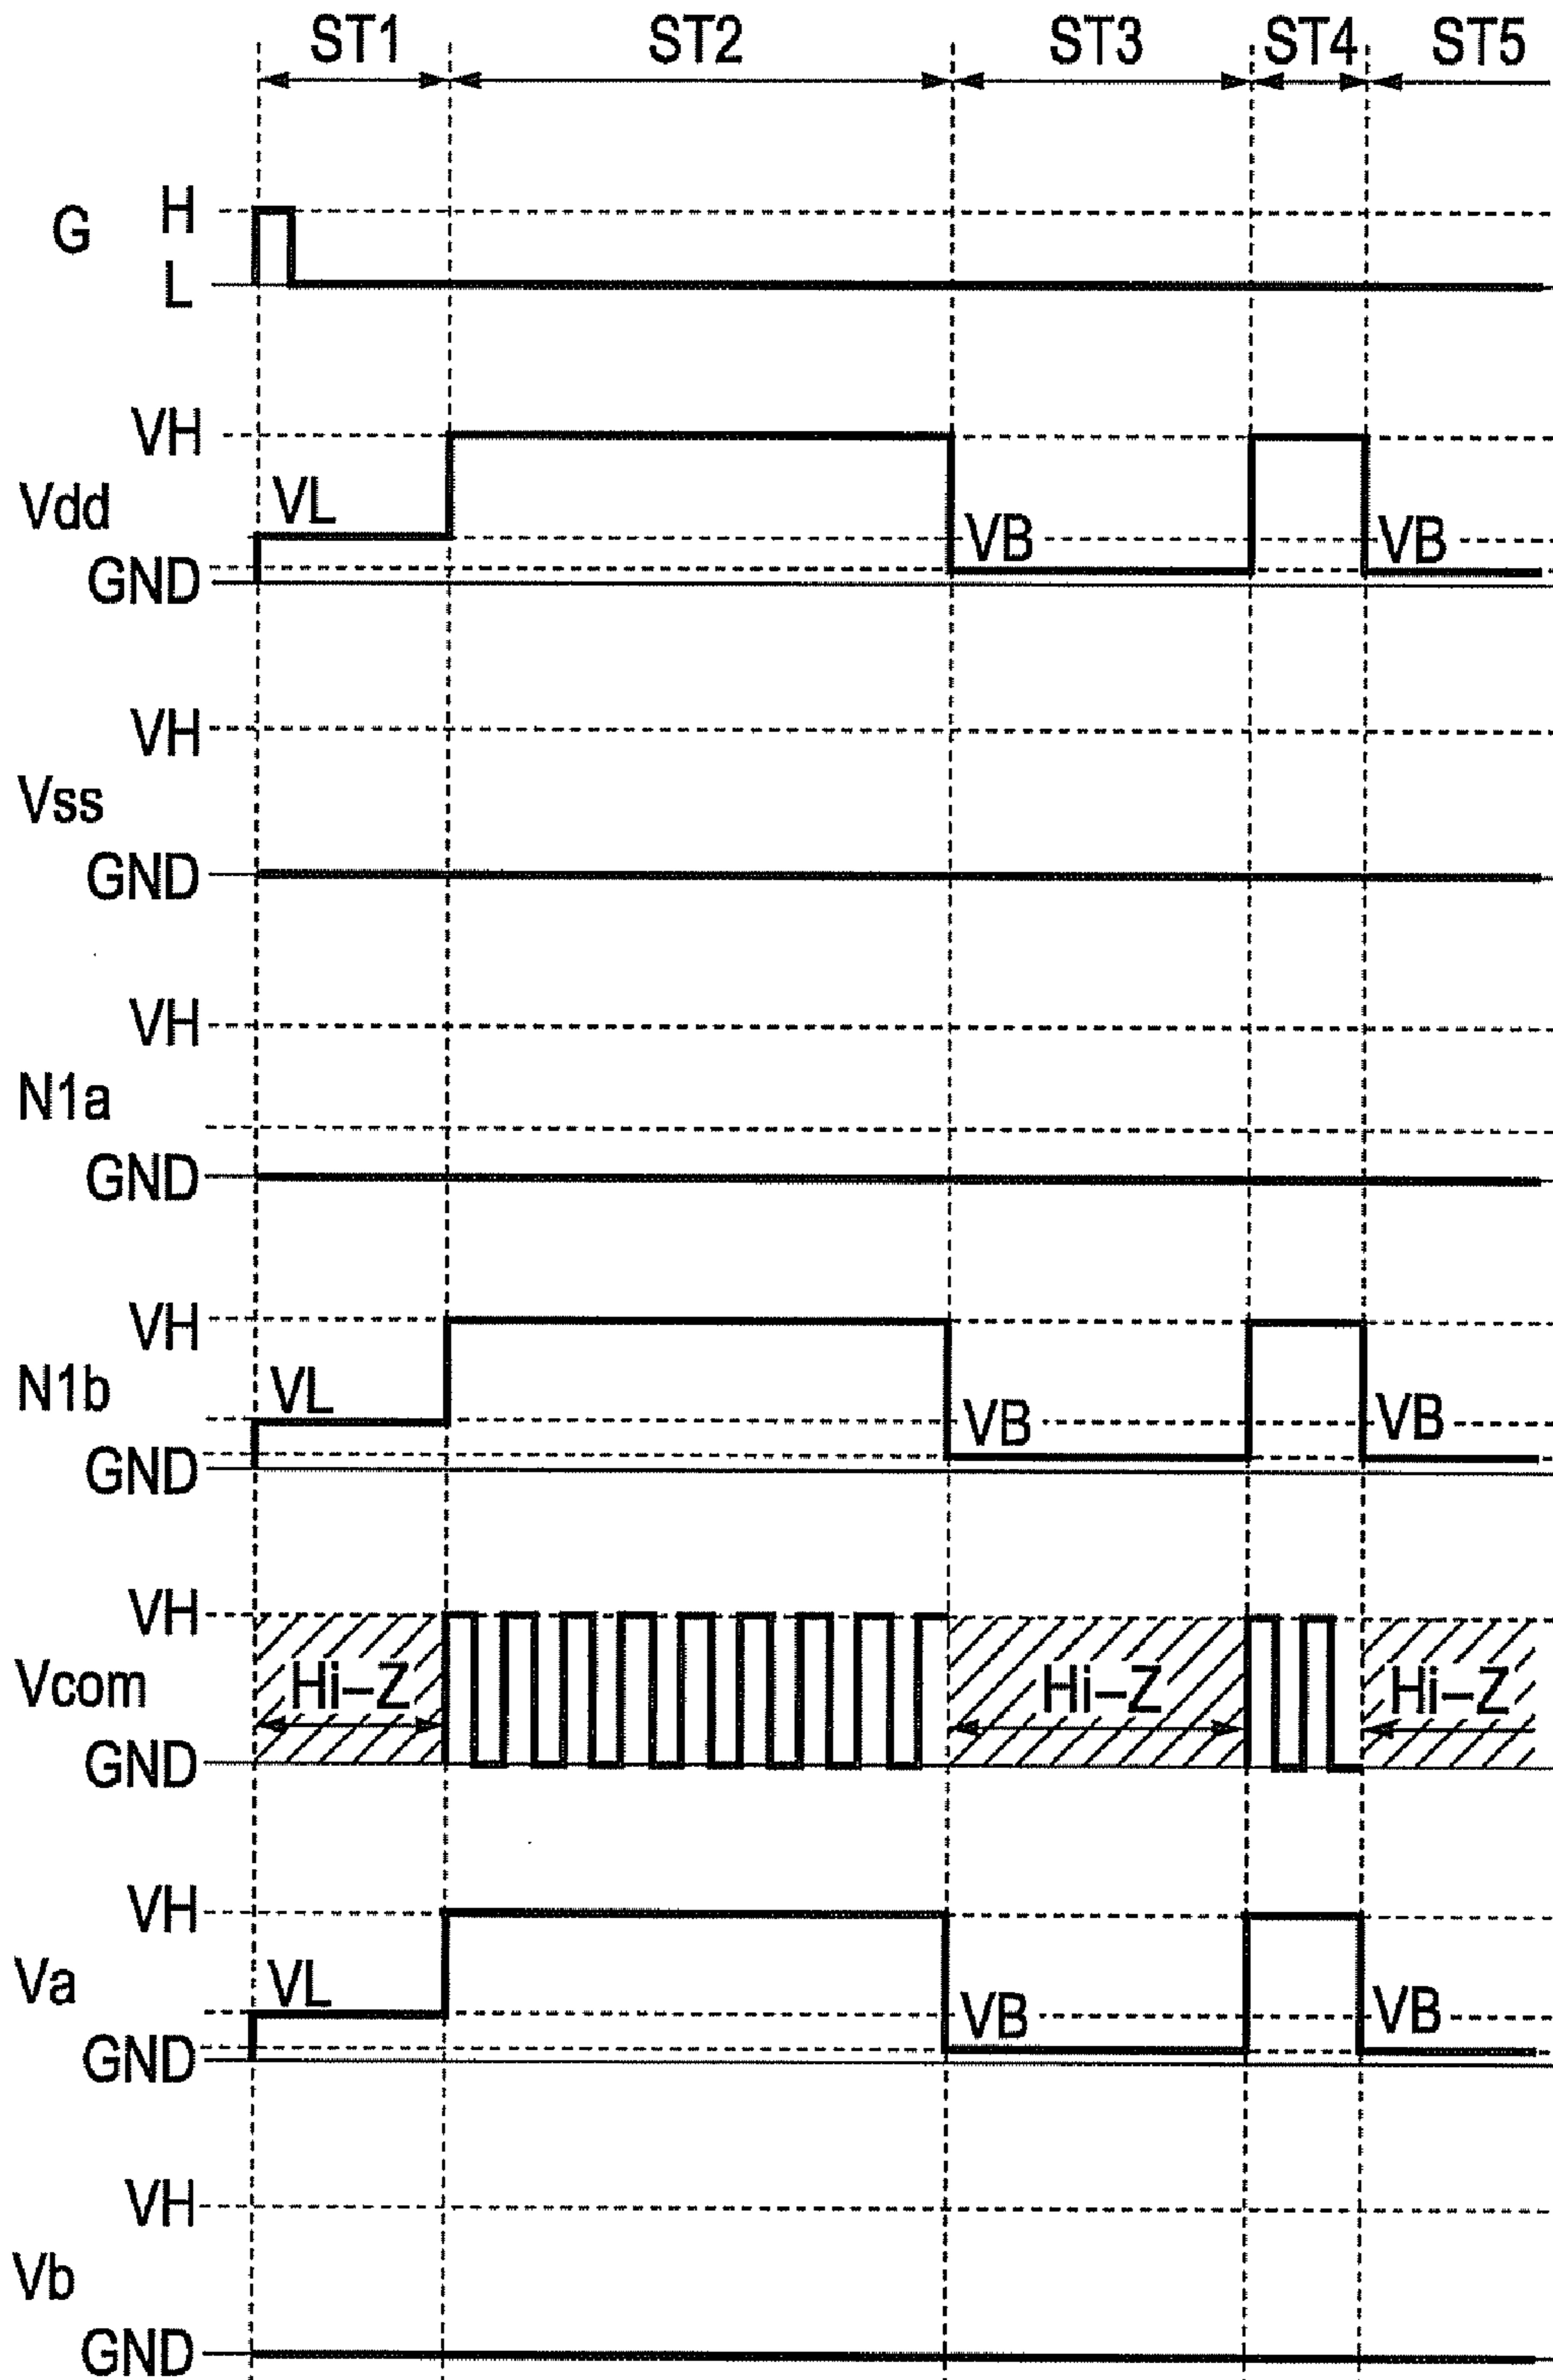 ST1 ST2 ST3 ST4 ST5
H
G
L
VH
VL
Vdd
VB VB
GND
VH
Vss
GND
VH
N1a
GND
VH
VL
N1b
VB VB
GND
VH
Vcom Hi–Z Hi–Z Hi–Z
GND
VH
VL
Va
VB VB
GND
VH
Vb
GND